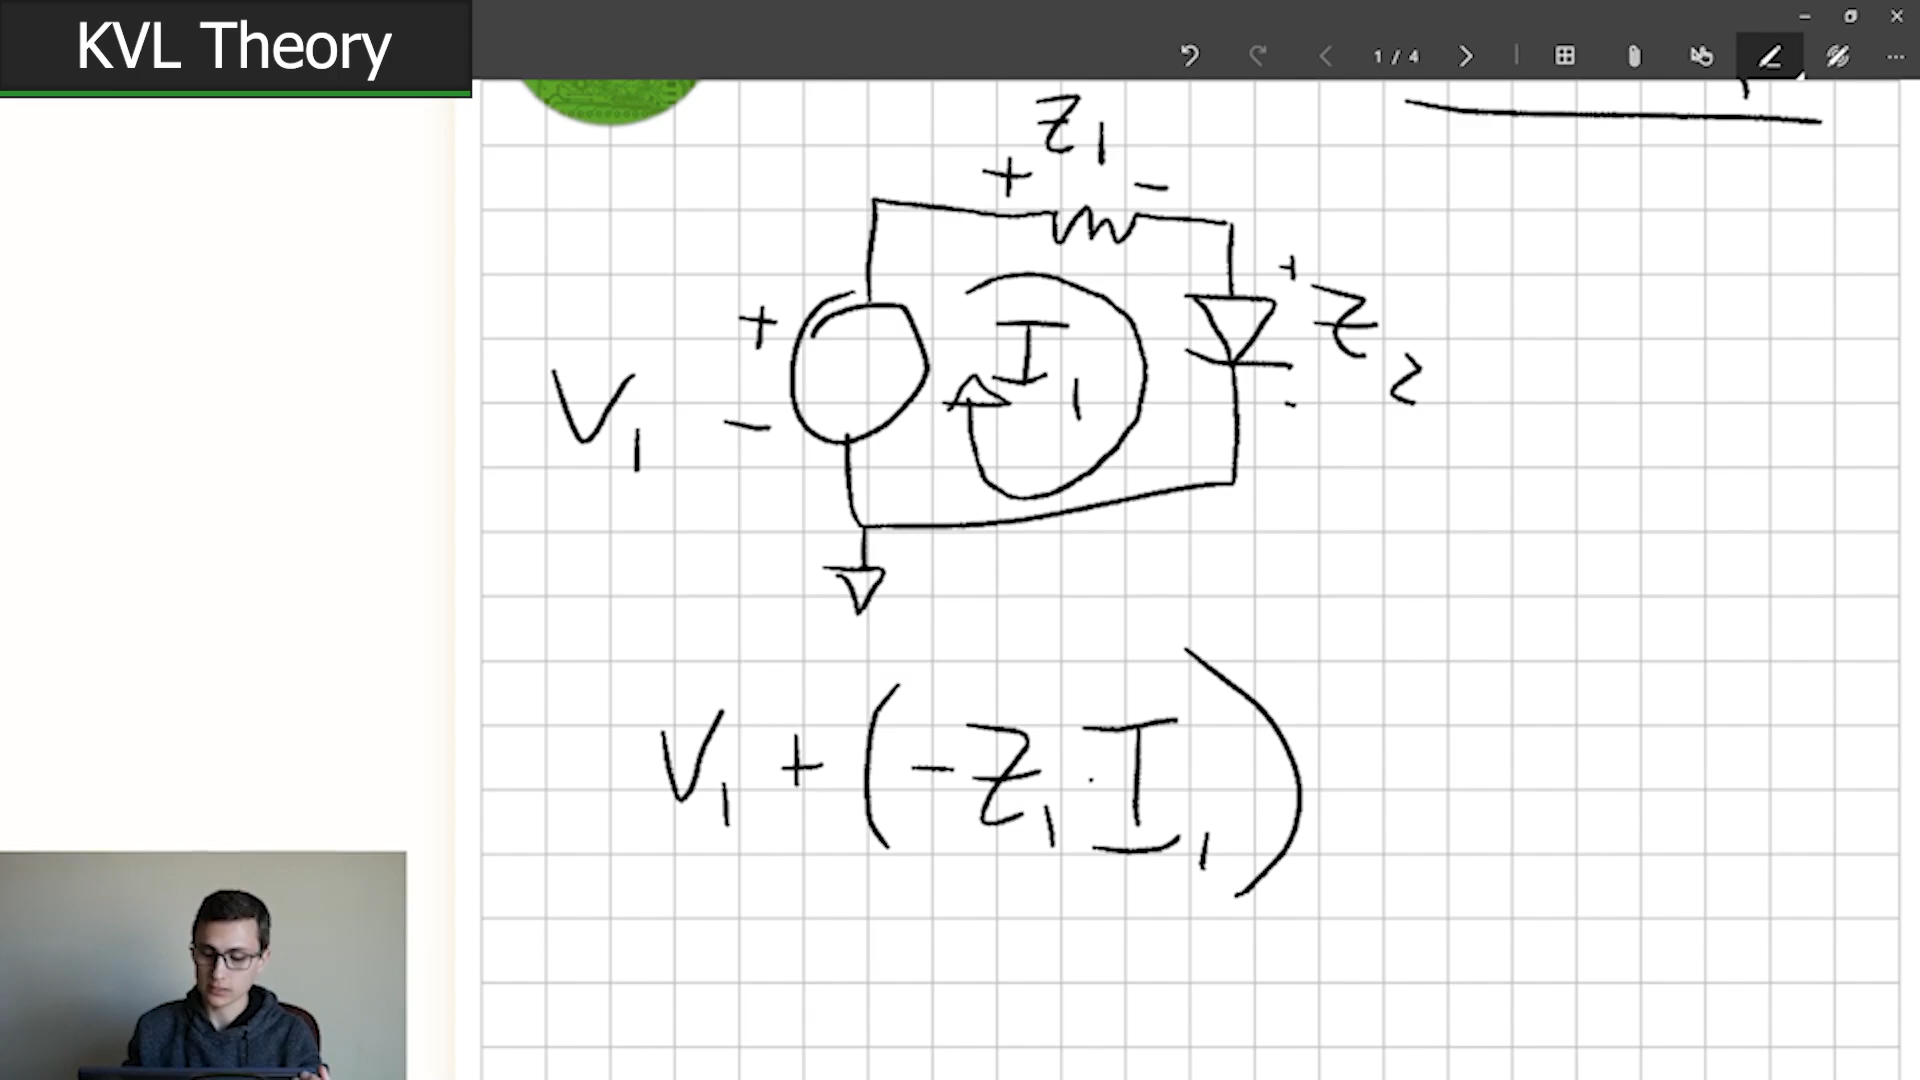 KVL Theory
1 / 4
Z1
+ -
+
V1
-
I1
+
Z2
-
V1 + (-Z1 · I1)